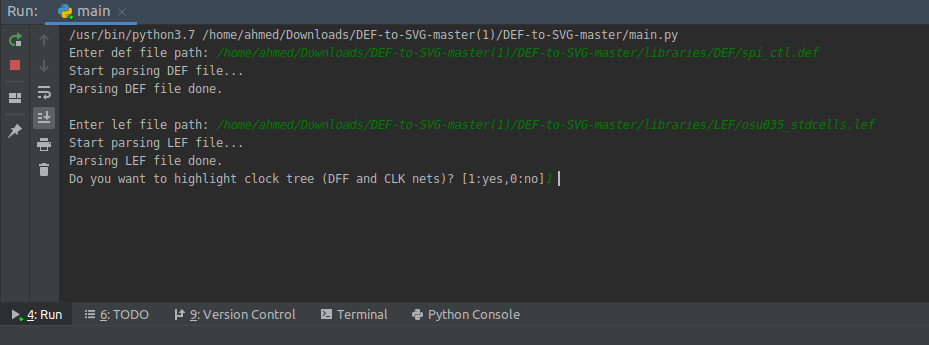 Run: main
/usr/bin/python3.7 /home/ahmed/Downloads/DEF-to-SVG-master(1)/DEF-to-SVG-master/main.py
Enter def file path: /home/ahmed/Downloads/DEF-to-SVG-master(1)/DEF-to-SVG-master/libraries/DEF/spi_ctl.def
Start parsing DEF file...
Parsing DEF file done.
Enter lef file path: /home/ahmed/Downloads/DEF-to-SVG-master(1)/DEF-to-SVG-master/libraries/LEF/osu035_stdcells.lef
Start parsing LEF file...
Parsing LEF file done.
Do you want to highlight clock tree (DFF and CLK nets)? [1:yes,0:no]1
4: Run 6: TODO 9: Version Control Terminal Python Console